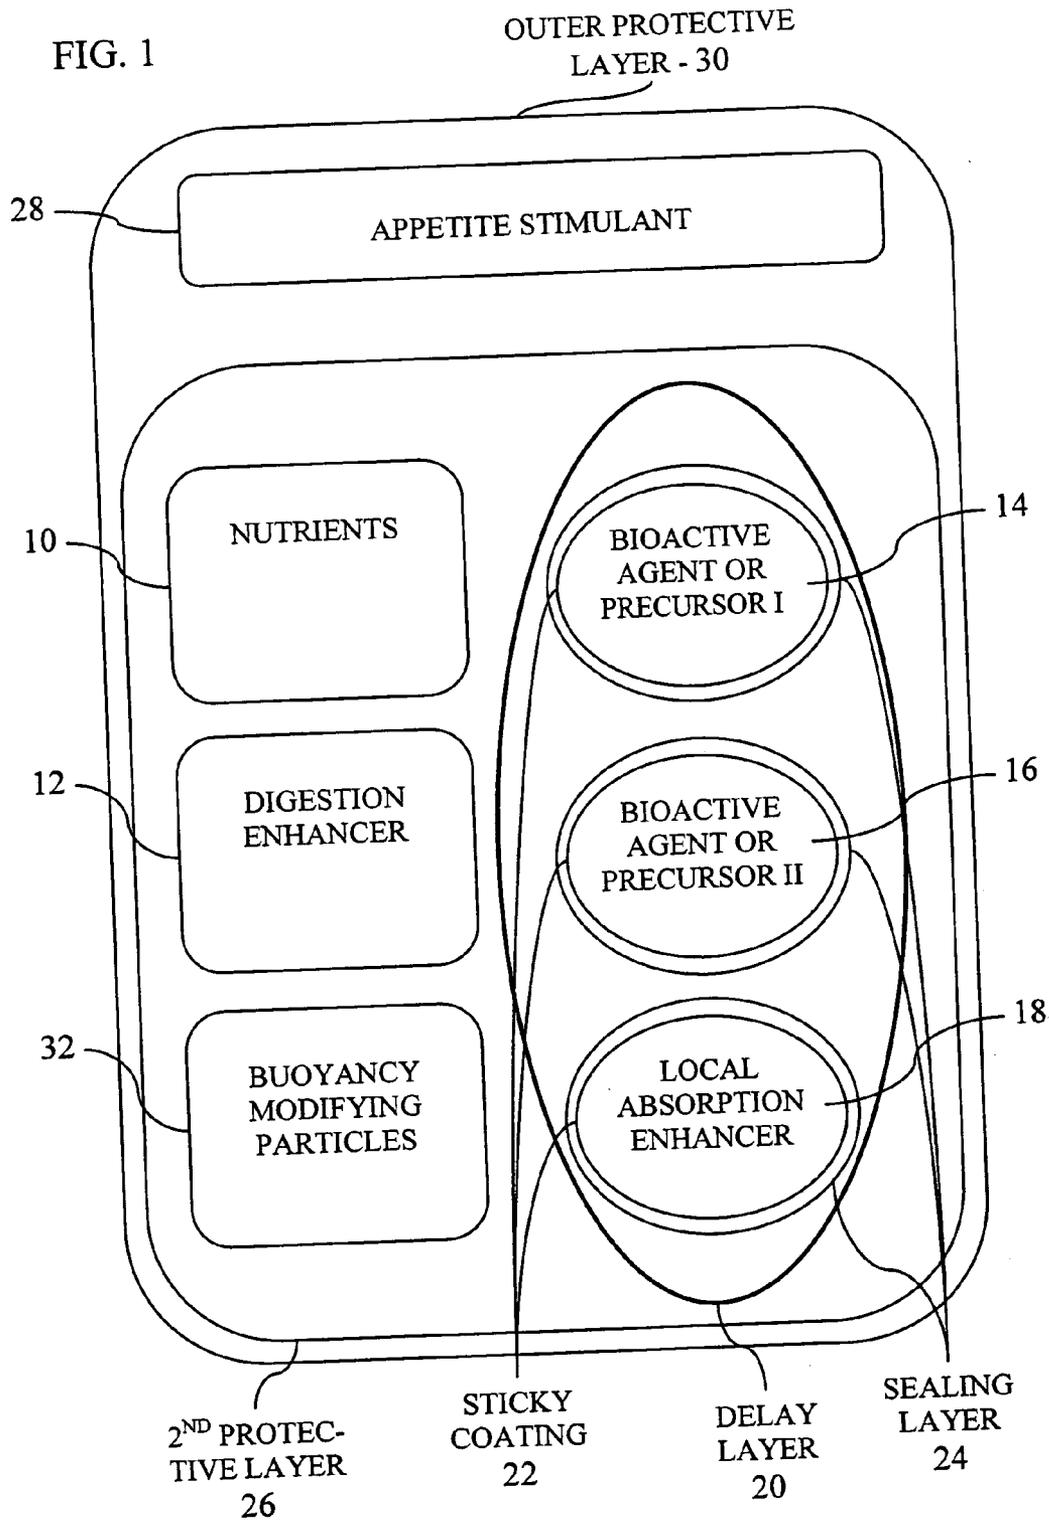 FIG. 1
OUTER PROTECTIVE
LAYER - 30
28
APPETITE STIMULANT
10
NUTRIENTS
BIOACTIVE
AGENT OR
PRECURSOR I
14
12
DIGESTION
ENHANCER
BIOACTIVE
AGENT OR
PRECURSOR II
16
32
BUOYANCY
MODIFYING
PARTICLES
LOCAL
ABSORPTION
ENHANCER
18
2ND PROTEC-
TIVE LAYER
26
STICKY
COATING
22
DELAY
LAYER
20
SEALING
LAYER
24